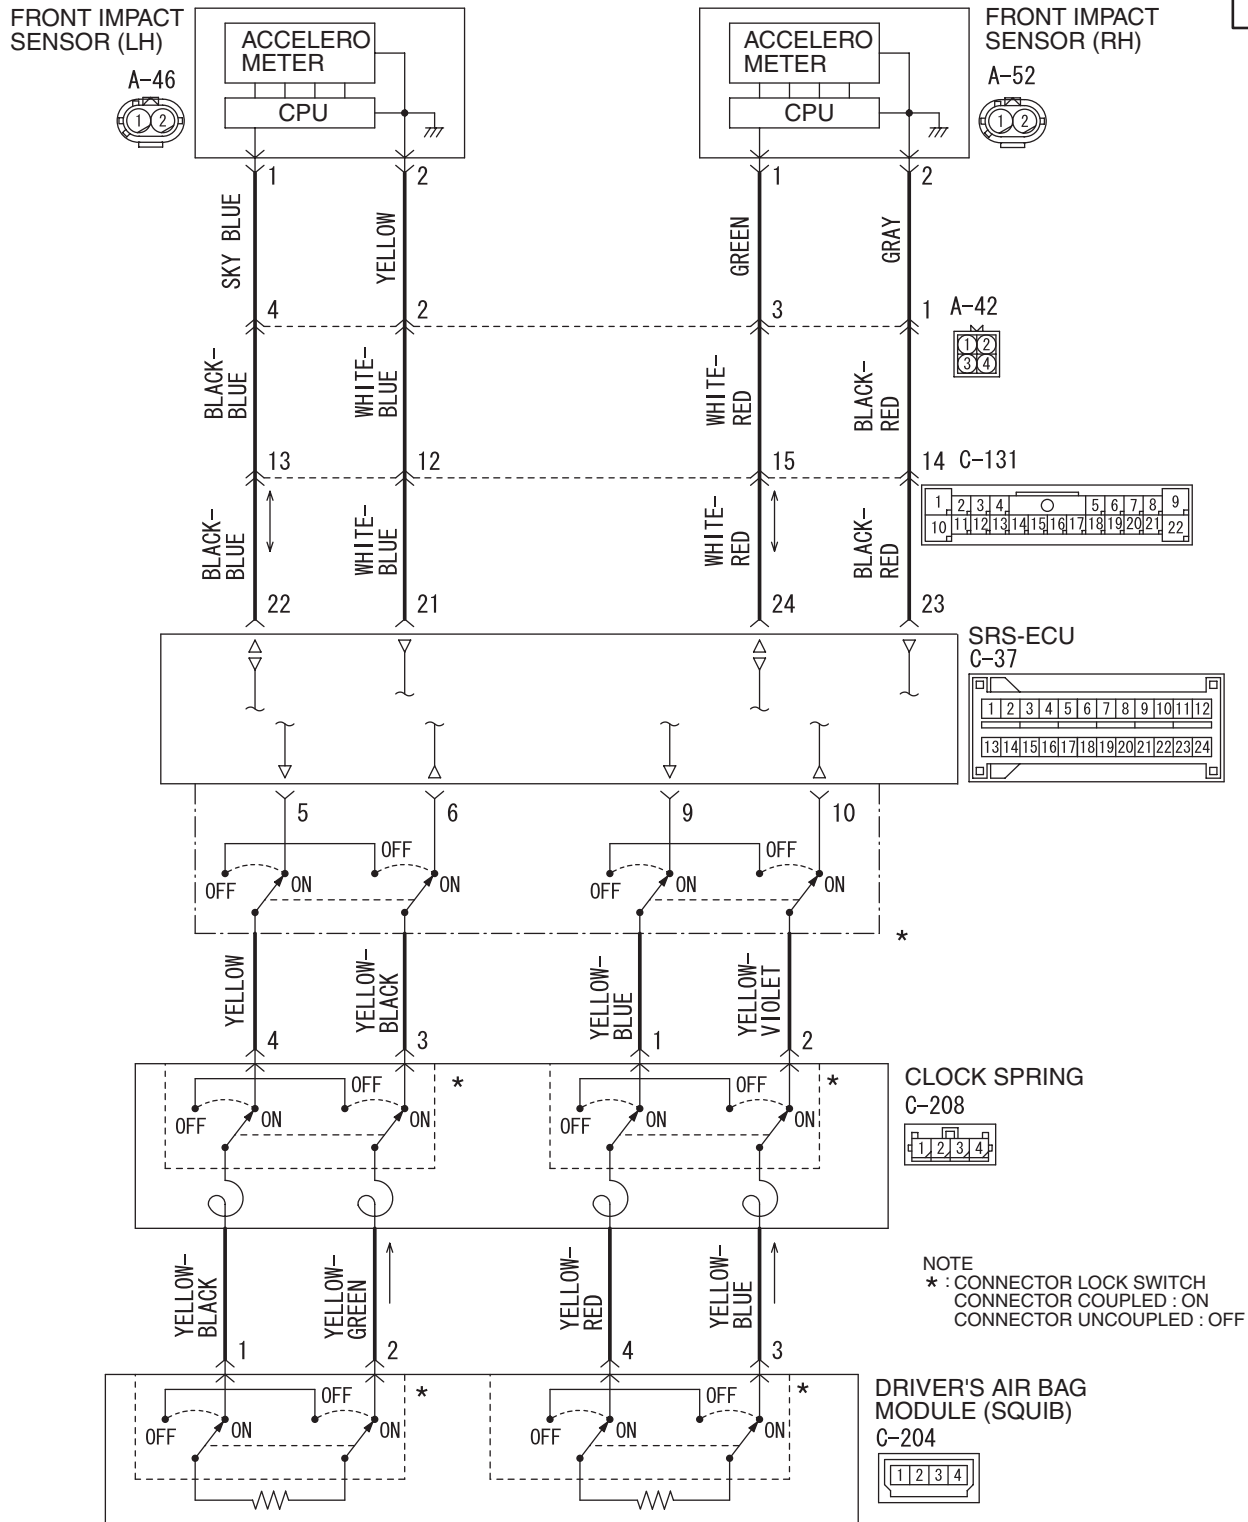 FRONT IMPACT
SENSOR (LH)
A-46
1 2
ACCELERO
METER
CPU
ACCELERO
METER
CPU
FRONT IMPACT
SENSOR (RH)
A-52
1 2
1 2 1 2
SKY BLUE
YELLOW
GREEN
GRAY
4 2 3 1 A-42
1 2
3 4
BLACK-
BLUE
WHITE-
BLUE
WHITE-
RED
BLACK-
RED
13 12 15 14 C-131
1 2 3 4 5 6 7 8 9
10 11 12 13 14 15 16 17 18 19 20 21 22
BLACK-
BLUE
WHITE-
BLUE
WHITE-
RED
BLACK-
RED
22 21 24 23
SRS-ECU
C-37
1 2 3 4 5 6 7 8 9 10 11 12
13 14 15 16 17 18 19 20 21 22 23 24
5 6 9 10
OFF OFF
OFF ON ON OFF ON ON
*
YELLOW
YELLOW-
BLACK
YELLOW-
BLUE
YELLOW-
VIOLET
4 3 1 2
OFF * OFF *
OFF ON ON OFF ON ON
CLOCK SPRING
C-208
1 2 3 4
YELLOW-
BLACK
YELLOW-
GREEN
YELLOW-
RED
YELLOW-
BLUE
NOTE
* : CONNECTOR LOCK SWITCH
CONNECTOR COUPLED : ON
CONNECTOR UNCOUPLED : OFF
1 2 4 3
OFF * OFF *
OFF ON ON OFF ON ON
DRIVER'S AIR BAG
MODULE (SQUIB)
C-204
1 2 3 4